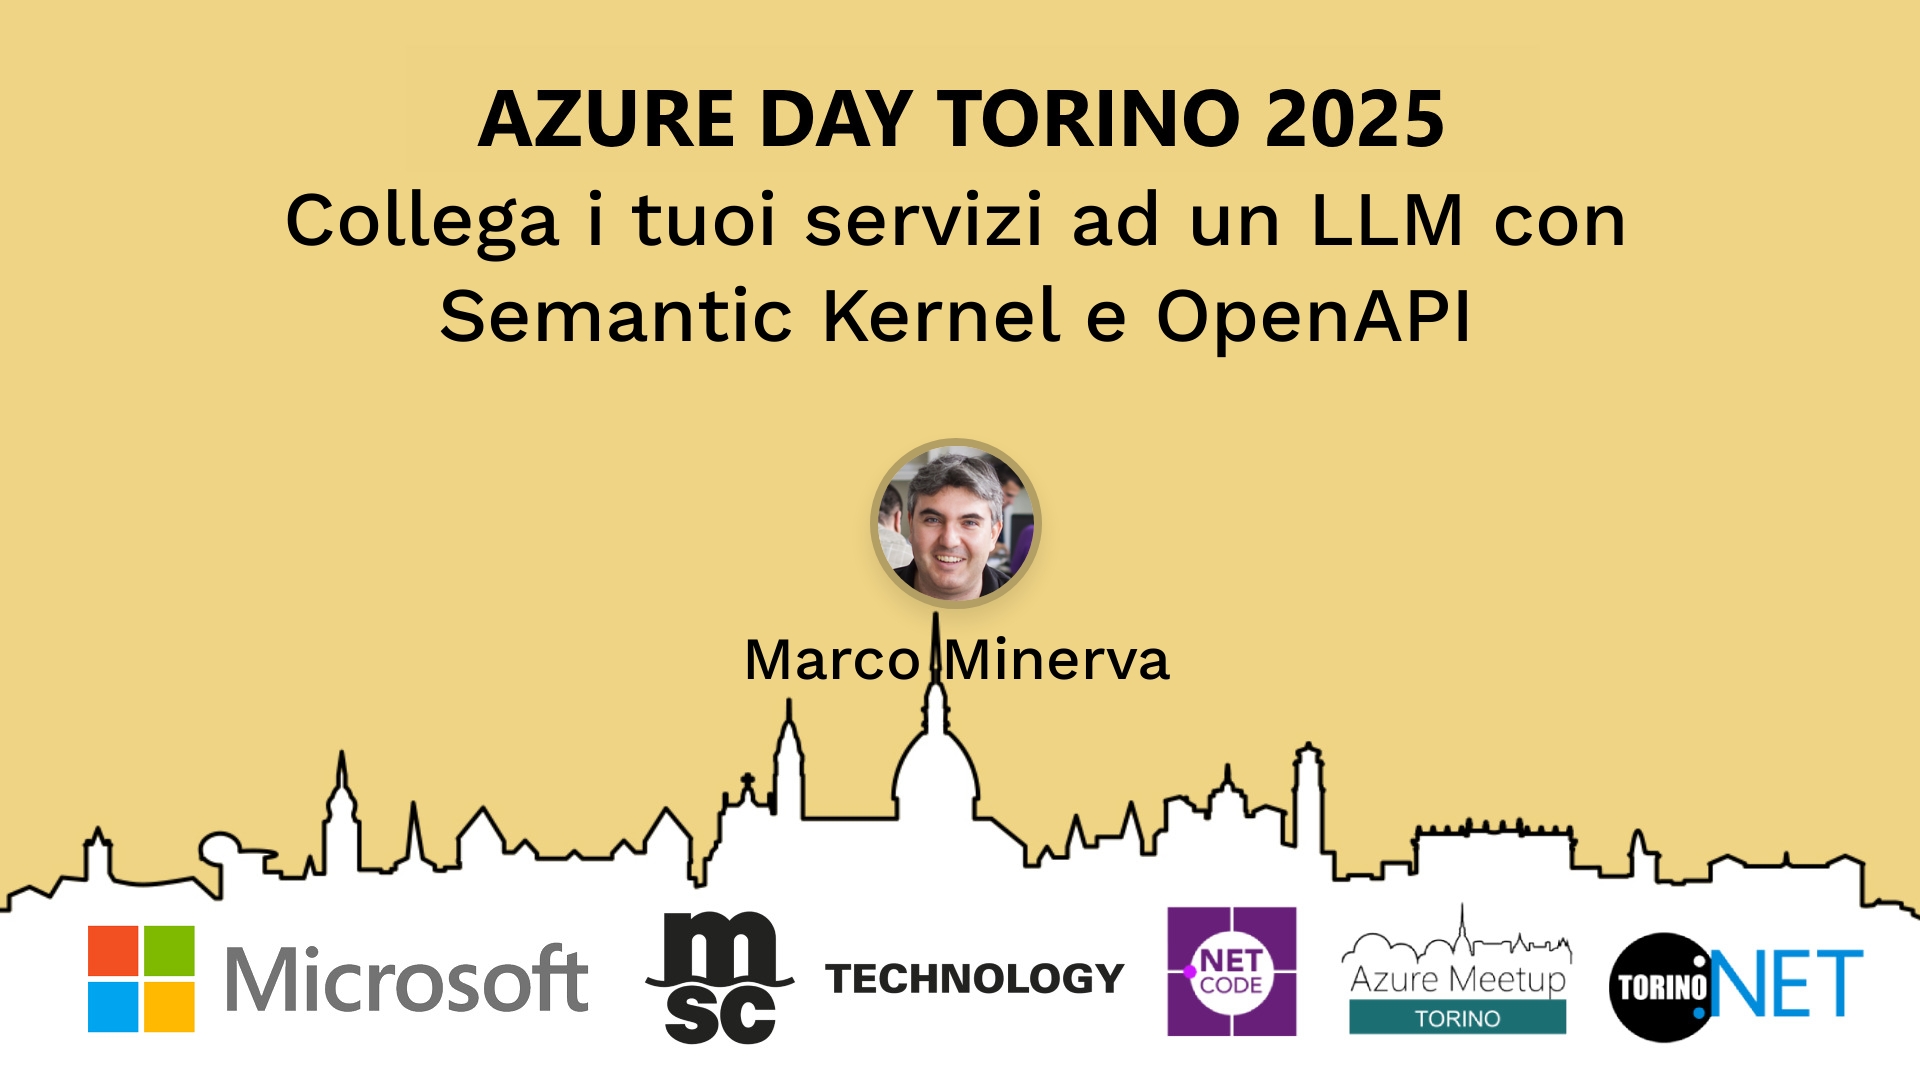 AZURE DAY TORINO 2025
Collega i tuoi servizi ad un LLM con
Semantic Kernel e OpenAPI
Marco Minerva
Microsoft
msc TECHNOLOGY
NET
CODE
Azure Meetup
TORINO
TORINO.NET